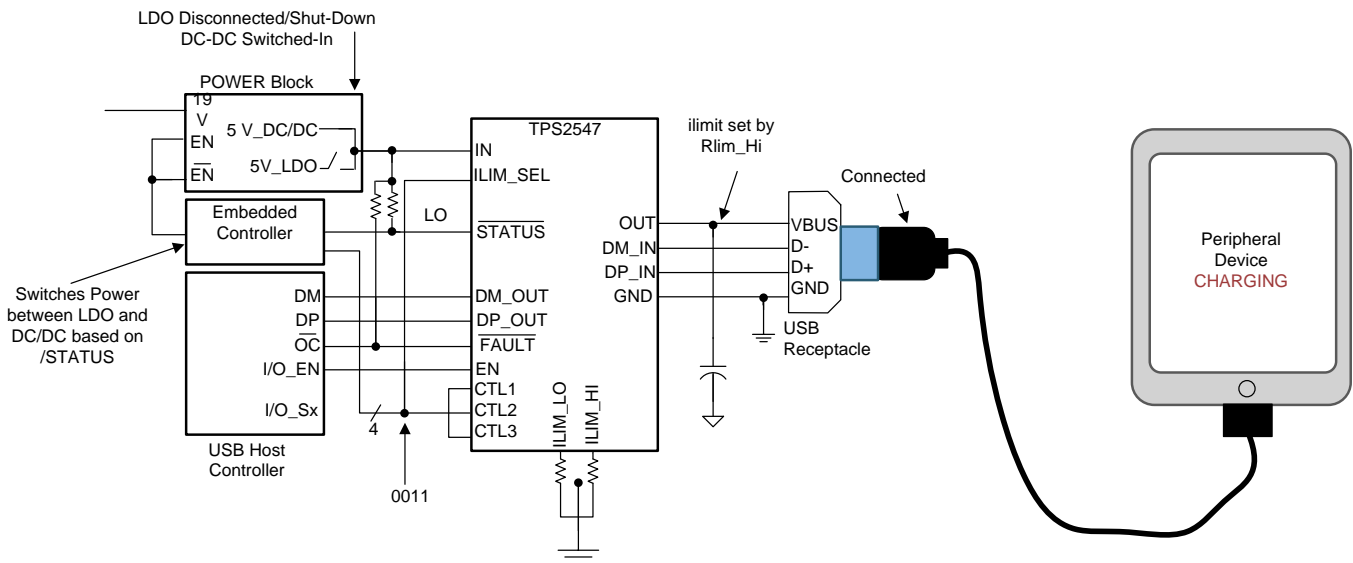 LDO Disconnected/Shut-Down
DC-DC Switched-In
POWER Block
19
V
EN
EN
5 V_DC/DC
5V_LDO
Embedded
Controller
Switches Power
between LDO and
DC/DC based on
/STATUS
DM
DP
OC
I/O_EN
I/O_Sx
USB Host
Controller
4
0011
LO
TPS2547
IN
ILIM_SEL
STATUS
DM_OUT
DP_OUT
FAULT
EN
CTL1
CTL2
CTL3
ILIM_LO
ILIM_HI
OUT
DM_IN
DP_IN
GND
ilimit set by
Rlim_Hi
VBUS
D-
D+
GND
USB
Receptacle
Connected
Peripheral
Device
CHARGING